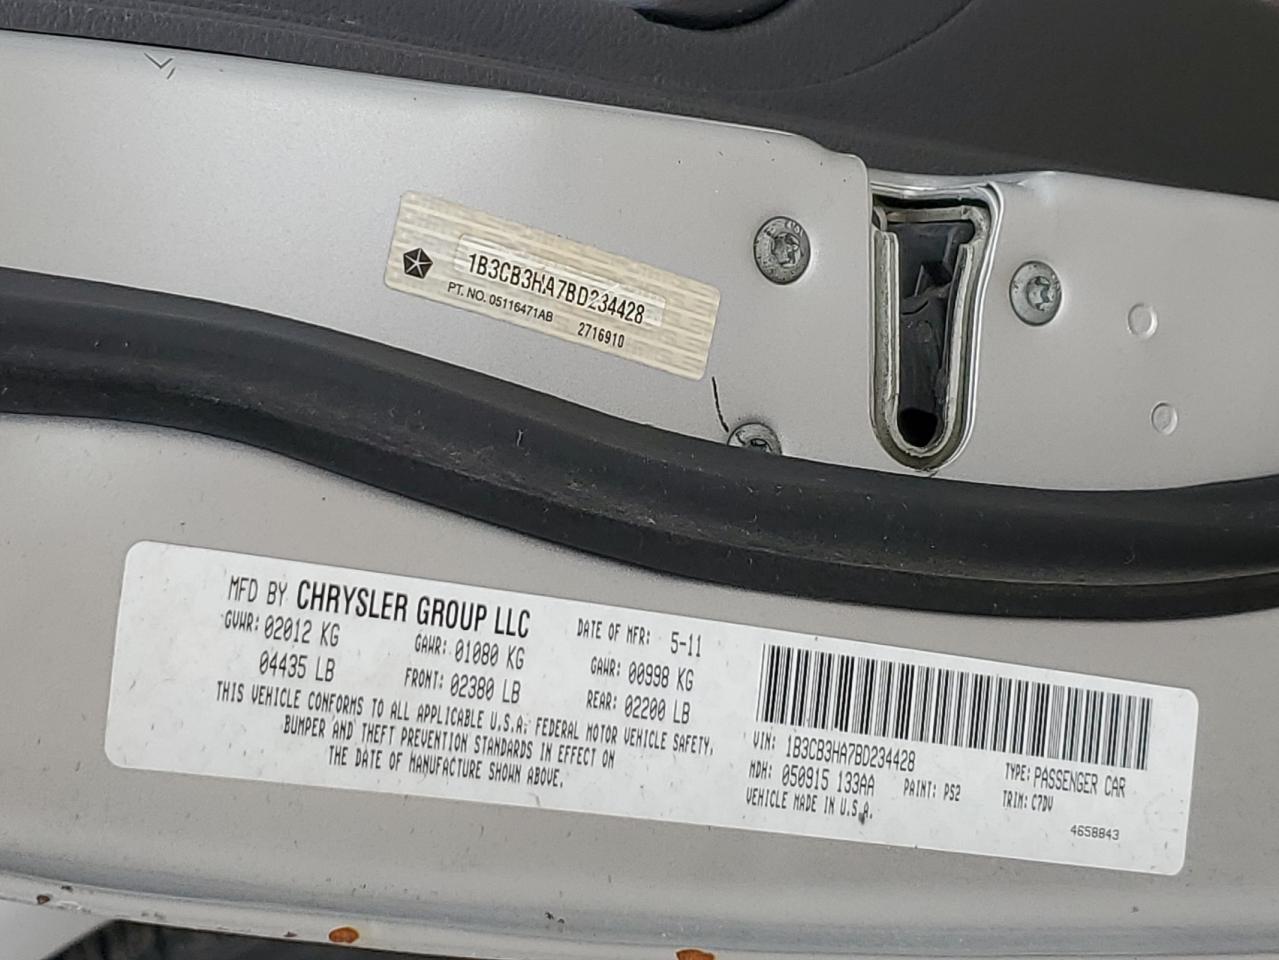 1B3CB3HA7BD234428
PT. NO. 05116471AB 2716910
MFD BY CHRYSLER GROUP LLC DATE OF MFR: 5-11
GVWR: 02012 KG GAWR: 01080 KG GAWR: 00998 KG
04435 LB FRONT: 02380 LB REAR: 02200 LB
THIS VEHICLE CONFORMS TO ALL APPLICABLE U.S.A. FEDERAL MOTOR VEHICLE SAFETY,
BUMPER AND THEFT PREVENTION STANDARDS IN EFFECT ON
THE DATE OF MANUFACTURE SHOWN ABOVE.
VIN: 1B3CB3HA7BD234428 TYPE: PASSENGER CAR
MDH: 050915 133AA PAINT: PS2 TRIM: C7DV
VEHICLE MADE IN U.S.A.
4658843